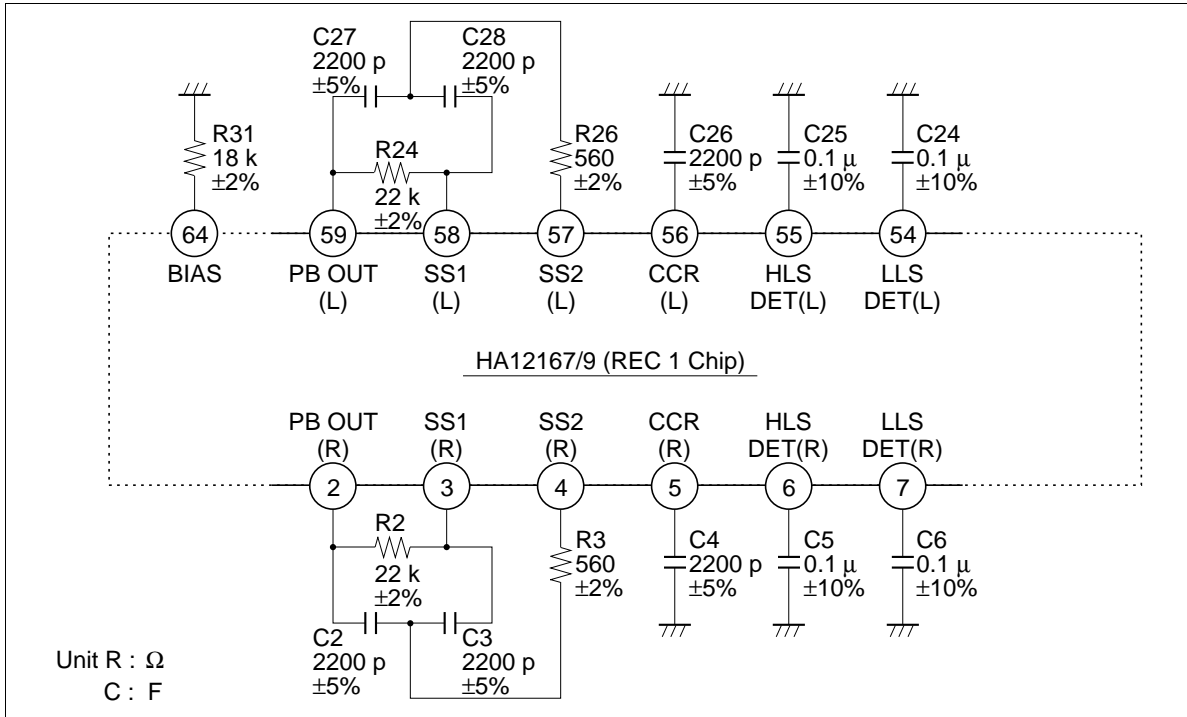 C27
2200 p
±5%
C28
2200 p
±5%
R31
18 k
±2%
R24
22 k
±2%
R26
560
±2%
C26
2200 p
±5%
C25
0.1 μ
±10%
C24
0.1 μ
±10%
64
59
58
57
56
55
54
BIAS
PB OUT
(L)
SS1
(L)
SS2
(L)
CCR
(L)
HLS
DET(L)
LLS
DET(L)
HA12167/9 (REC 1 Chip)
PB OUT
(R)
SS1
(R)
SS2
(R)
CCR
(R)
HLS
DET(R)
LLS
DET(R)
2
3
4
5
6
7
R2
22 k
±2%
R3
560
±2%
C4
2200 p
±5%
C5
0.1 μ
±10%
C6
0.1 μ
±10%
C2
2200 p
±5%
C3
2200 p
±5%
Unit R : Ω
C : F